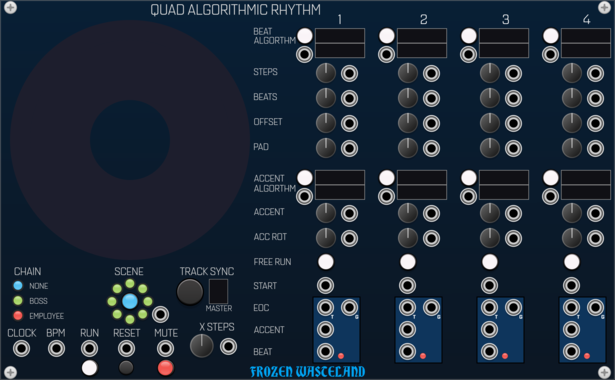 QUAD ALGORITHMIC RHYTHM
1 2 3 4
BEAT
ALGORTHM
STEPS
BEATS
OFFSET
PAD
ACCENT
ALGORTHM
ACCENT
ACC ROT
FREE RUN
START
EOC
T G T G T G T G
ACCENT
BEAT
CHAIN
NONE
BOSS
EMPLOYEE
SCENE
TRACK SYNC
MASTER
CLOCK BPM RUN RESET MUTE
X STEPS
FROZEN WASTELAND